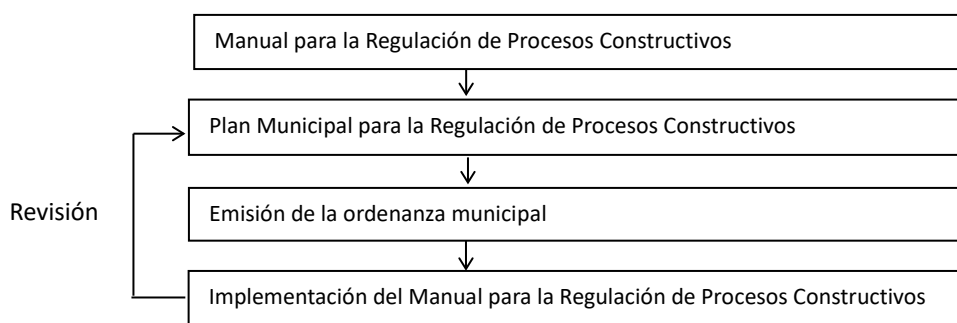 Manual para la Regulación de Procesos Constructivos
Plan Municipal para la Regulación de Procesos Constructivos
Revisión
Emisión de la ordenanza municipal
Implementación del Manual para la Regulación de Procesos Constructivos